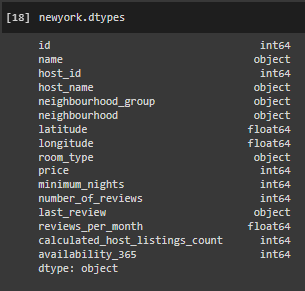 [18] newyork.dtypes
id int64
name object
host_id int64
host_name object
neighbourhood_group object
neighbourhood object
latitude float64
longitude float64
room_type object
price int64
minimum_nights int64
number_of_reviews int64
last_review object
reviews_per_month float64
calculated_host_listings_count int64
availability_365 int64
dtype: object